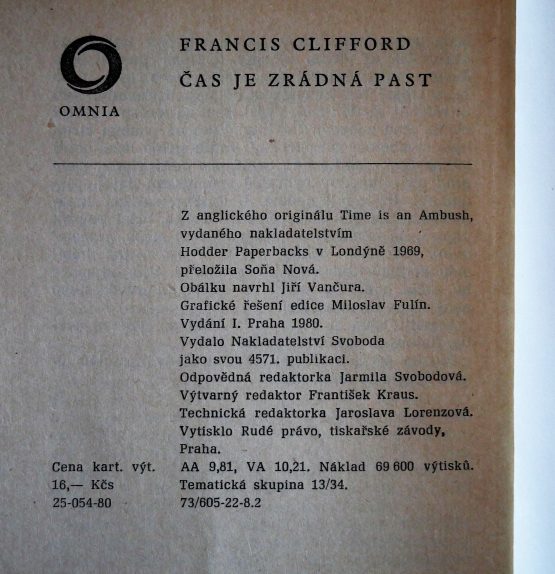 FRANCIS CLIFFORD
ČAS JE ZRÁDNÁ PAST
OMNIA
Z anglického originálu Time is an Ambush,
vydaného nakladatelstvím
Hodder Paperbacks v Londýně 1969,
přeložila Soňa Nová.
Obálku navrhl Jiří Vančura.
Grafické řešení edice Miloslav Fulín.
Vydání I. Praha 1980.
Vydalo Nakladatelství Svoboda
jako svou 4571. publikaci.
Odpovědná redaktorka Jarmila Svobodová.
Výtvarný redaktor František Kraus.
Technická redaktorka Jaroslava Lorenzová.
Vytisklo Rudé právo, tiskařské závody,
Praha.
Cena kart. výt. AA 9,81, VA 10,21. Náklad 69 600 výtisků.
16,— Kčs Tematická skupina 13/34.
25-054-80 73/605-22-8.2